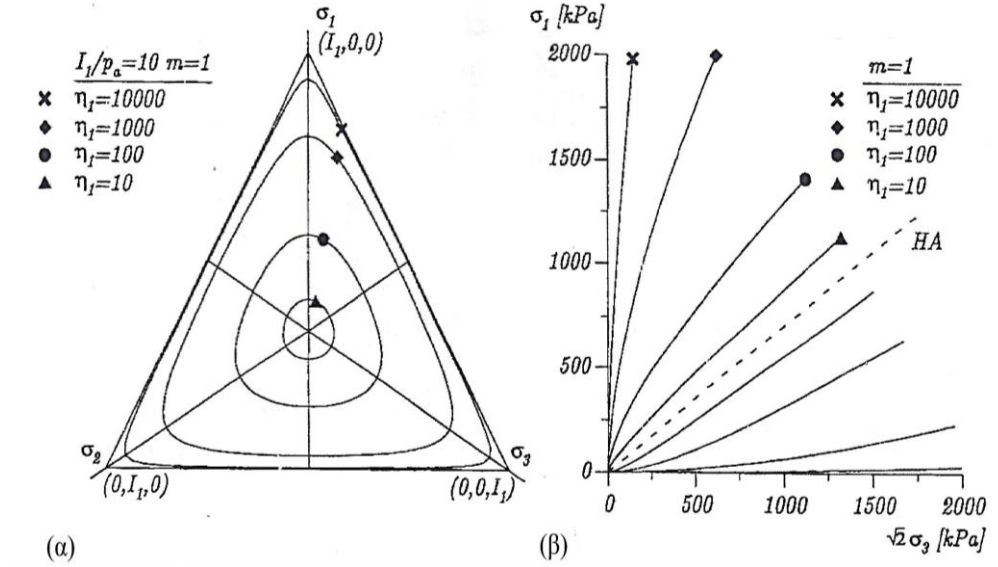 σ₁
(I₁,0,0)
I₁/pₐ=10 m=1
η₁=10000
η₁=1000
η₁=100
η₁=10
σ₂
(0,I₁,0)
σ₃
(0,0,I₁)
(α)
σ₁ [kPa]
2000
1500
1000
500
0
m=1
η₁=10000
η₁=1000
η₁=100
η₁=10
HA
0 500 1000 1500 2000
√2σ₃ [kPa]
(β)